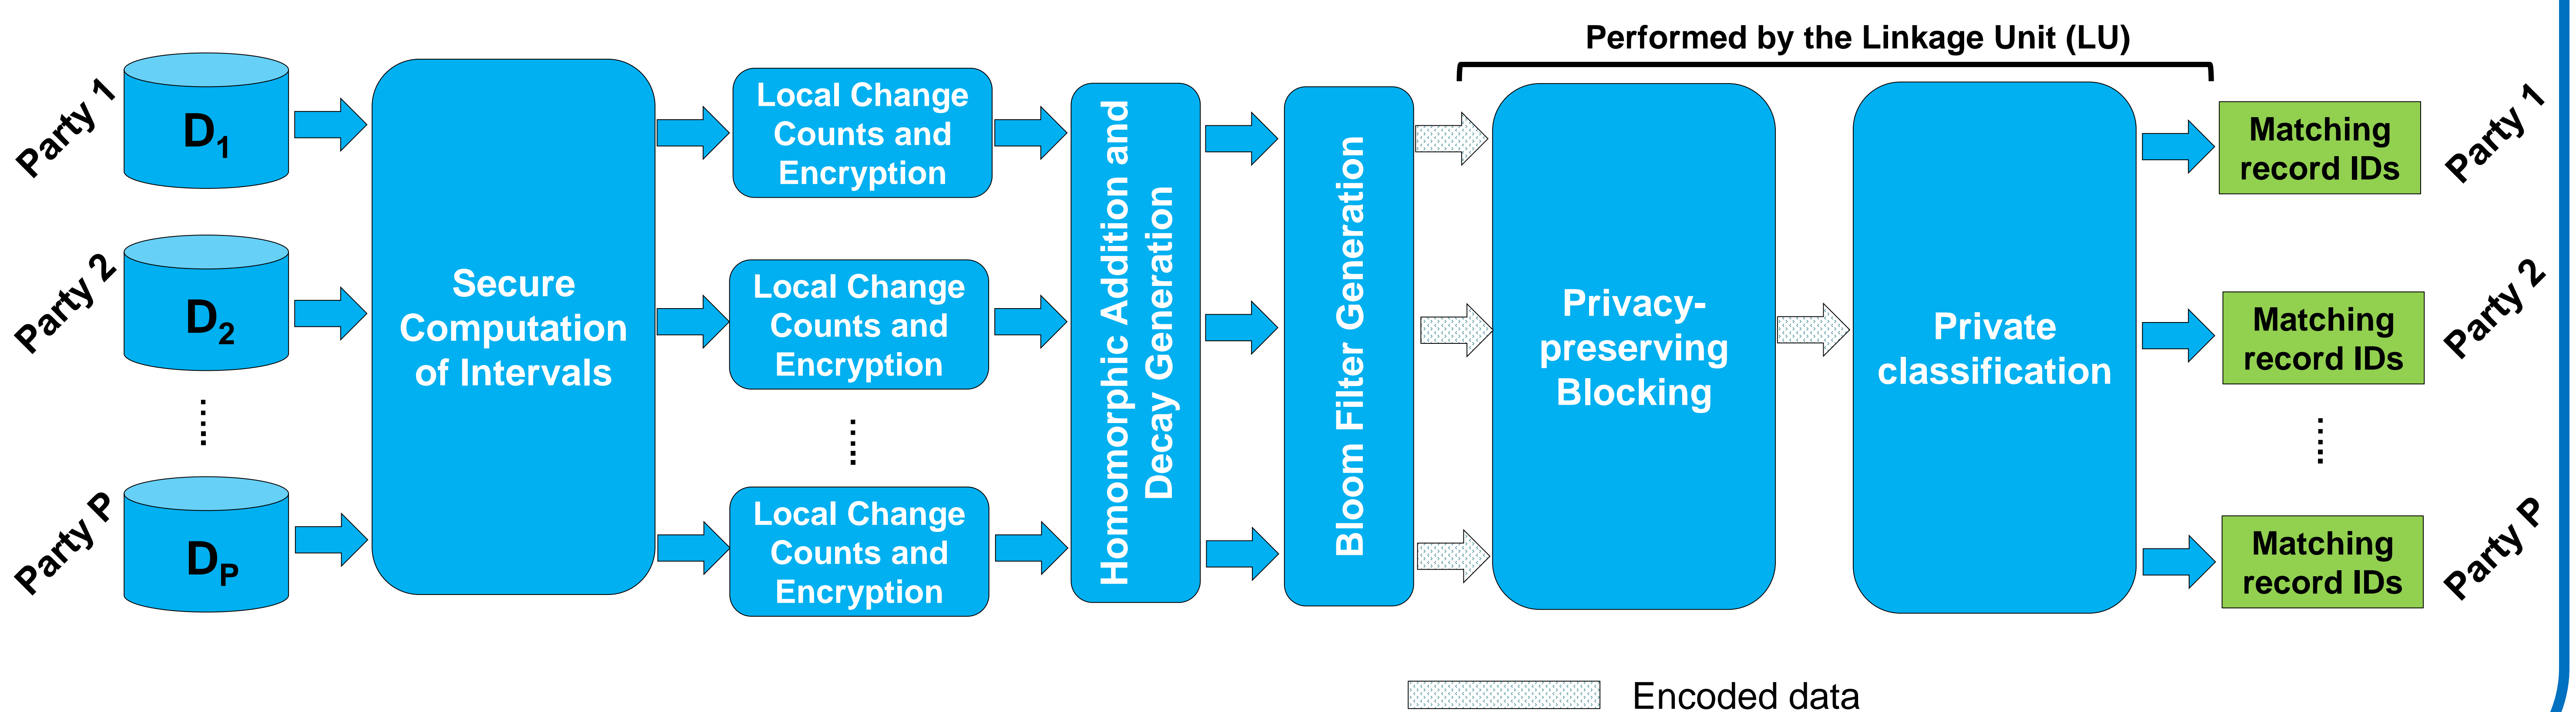 Performed by the Linkage Unit (LU)
Party 1
D1
Party 2
D2
Party P
DP
Secure
Computation
of Intervals
Local Change
Counts and
Encryption
Local Change
Counts and
Encryption
Local Change
Counts and
Encryption
Homomorphic Addition and
Decay Generation
Bloom Filter Generation
Privacy-
preserving
Blocking
Private
classification
Matching
record IDs
Party 1
Matching
record IDs
Party 2
Matching
record IDs
Party P
Encoded data